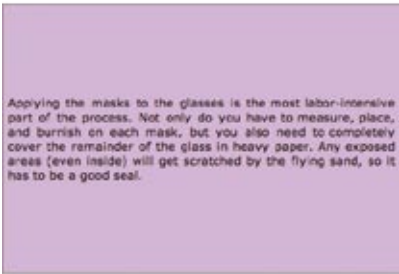 Applying the masks to the glasses is the most labor-intensive
part of the process. Not only do you have to measure, place,
and burnish on each mask, but you also need to completely
cover the remainder of the glass in heavy paper. Any exposed
areas (even inside) will get scratched by the flying sand, so it
has to be a good seal.